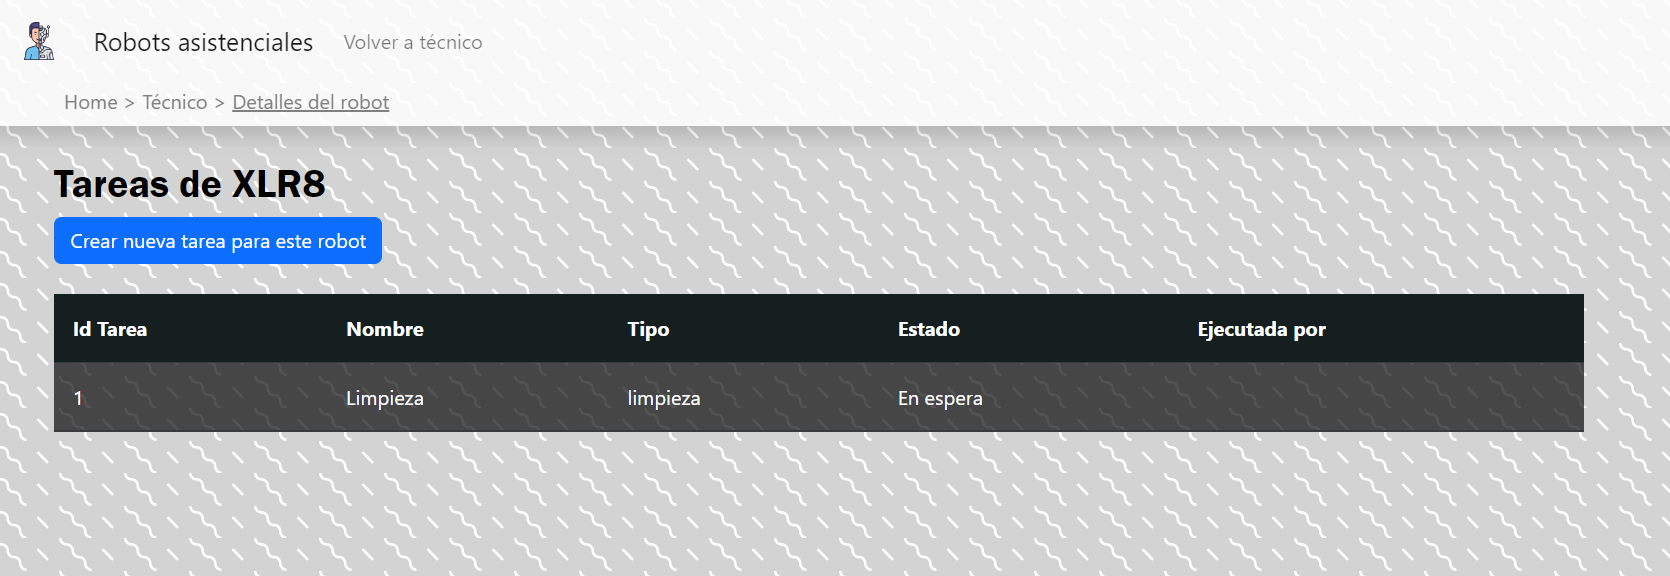 Robots asistenciales Volver a técnico
Home > Técnico > Detalles del robot
Tareas de XLR8
Crear nueva tarea para este robot
Id Tarea Nombre Tipo Estado Ejecutada por
1 Limpieza limpieza En espera